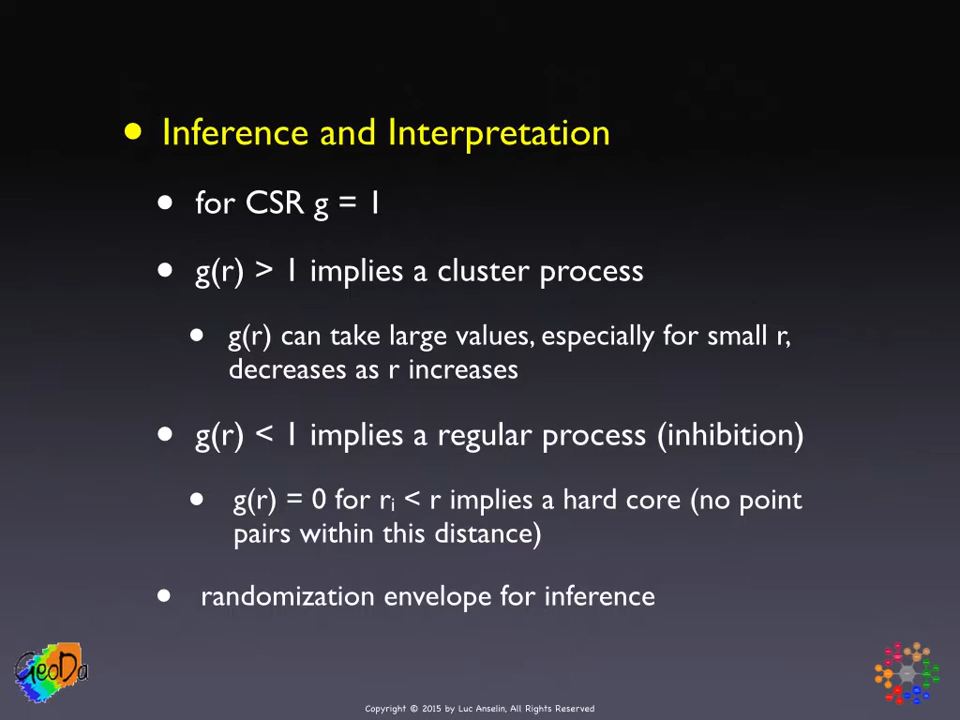 • Inference and Interpretation
• for CSR g = 1
• g(r) > 1 implies a cluster process
• g(r) can take large values, especially for small r,
decreases as r increases
• g(r) < 1 implies a regular process (inhibition)
• g(r) = 0 for rᵢ < r implies a hard core (no point
pairs within this distance)
• randomization envelope for inference
GeoDa
Copyright © 2015 by Luc Anselin, All Rights Reserved